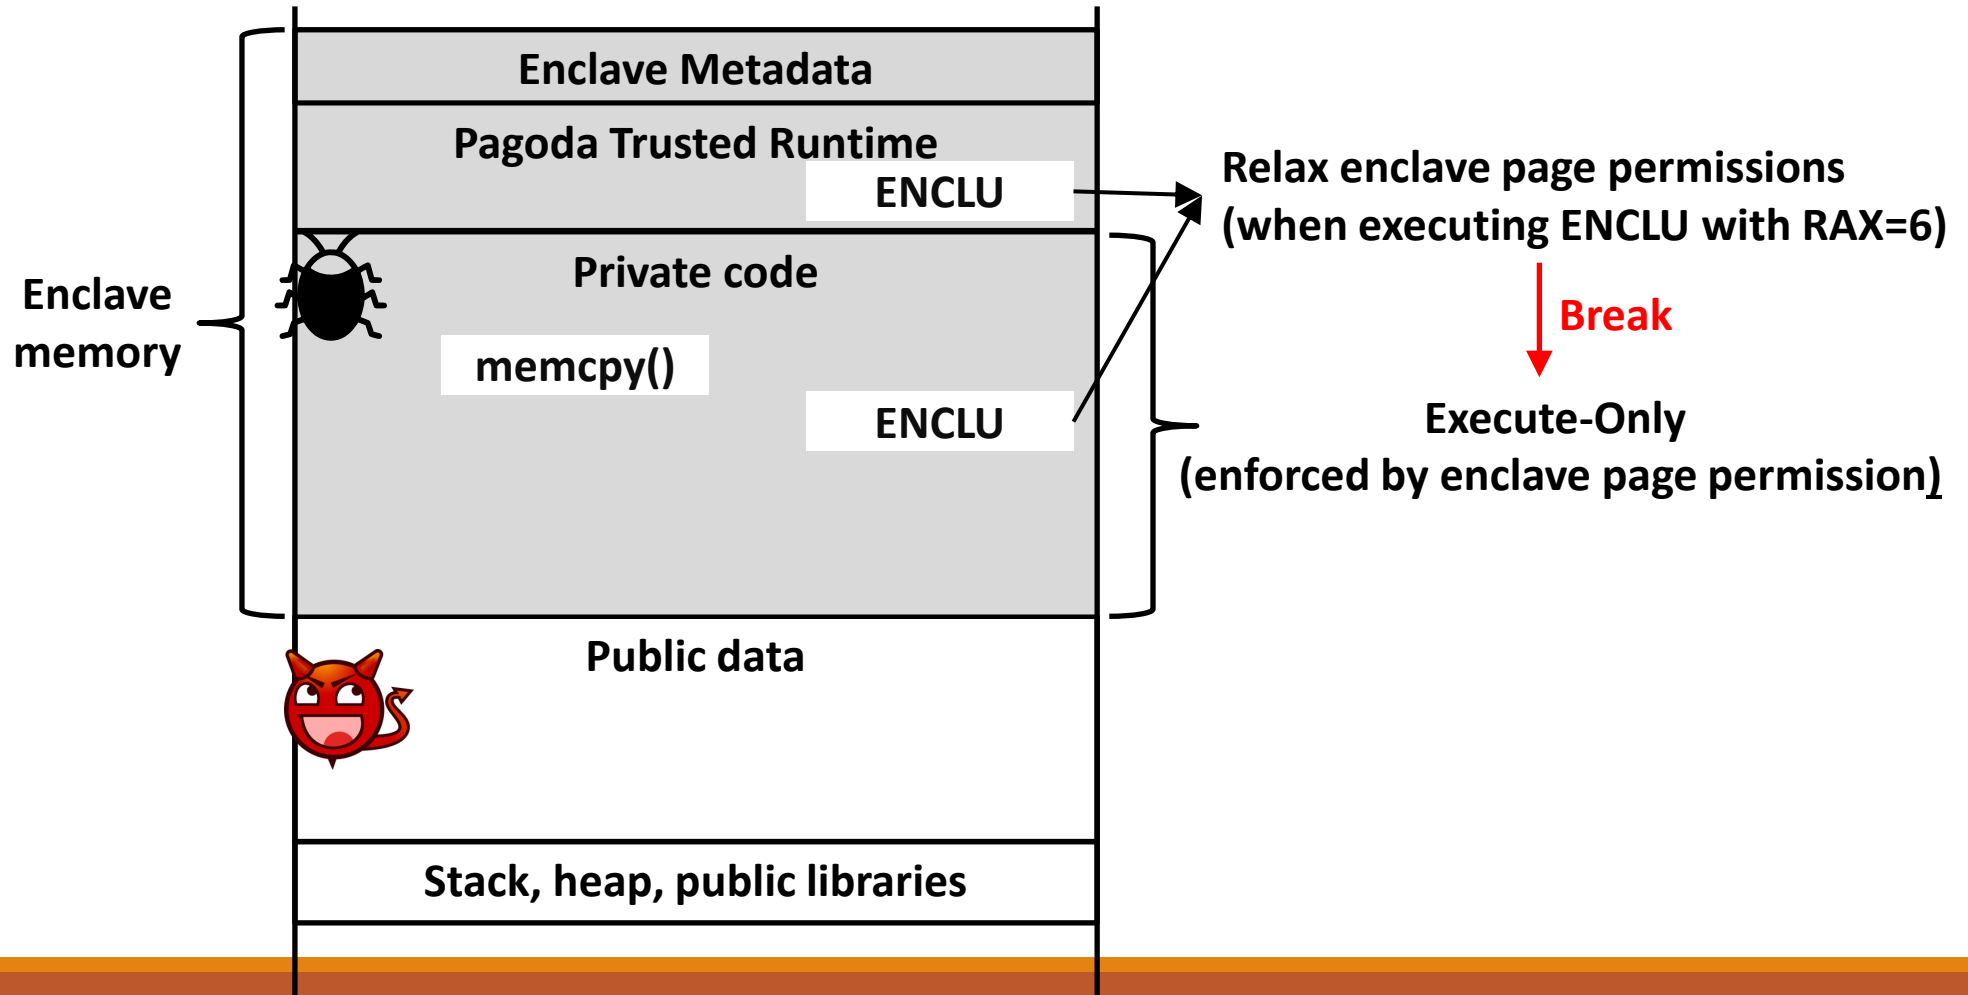 Enclave Metadata
Pagoda Trusted Runtime
ENCLU
Relax enclave page permissions
(when executing ENCLU with RAX=6)
Private code
Enclave
memory
Break
memcpy()
ENCLU
Execute-Only
(enforced by enclave page permission)
Public data
Stack, heap, public libraries